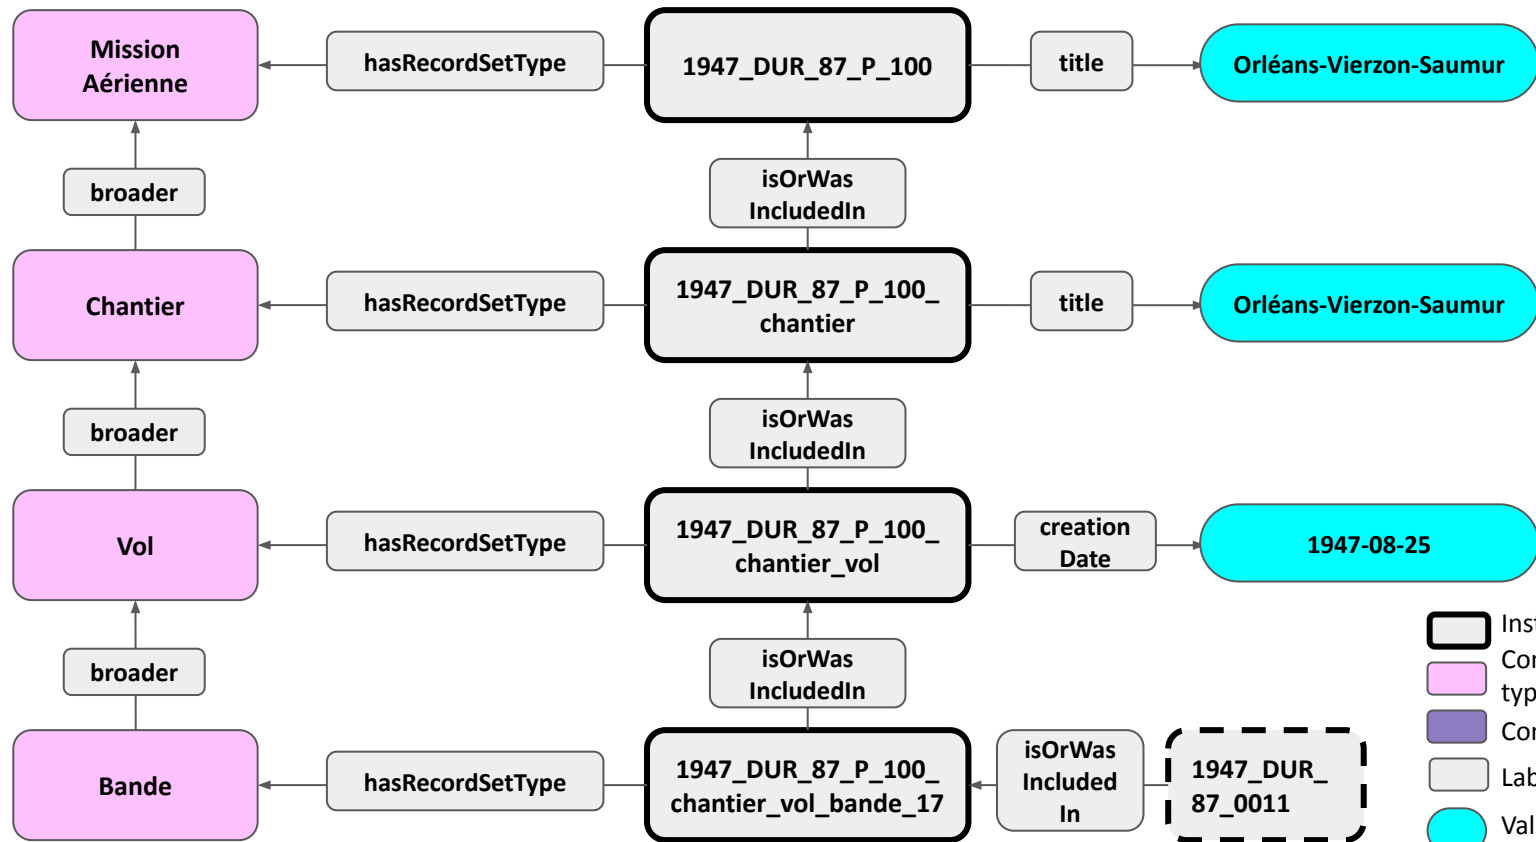 Mission
Aérienne
hasRecordSetType
1947_DUR_87_P_100
title
Orléans-Vierzon-Saumur
broader
isOrWas
IncludedIn
Chantier
hasRecordSetType
1947_DUR_87_P_100_
chantier
title
Orléans-Vierzon-Saumur
broader
isOrWas
IncludedIn
Vol
hasRecordSetType
1947_DUR_87_P_100_
chantier_vol
creation
Date
1947-08-25
broader
isOrWas
IncludedIn
Bande
hasRecordSetType
1947_DUR_87_P_100_
chantier_vol_bande_17
isOrWas
Included
In
1947_DUR_
87_0011